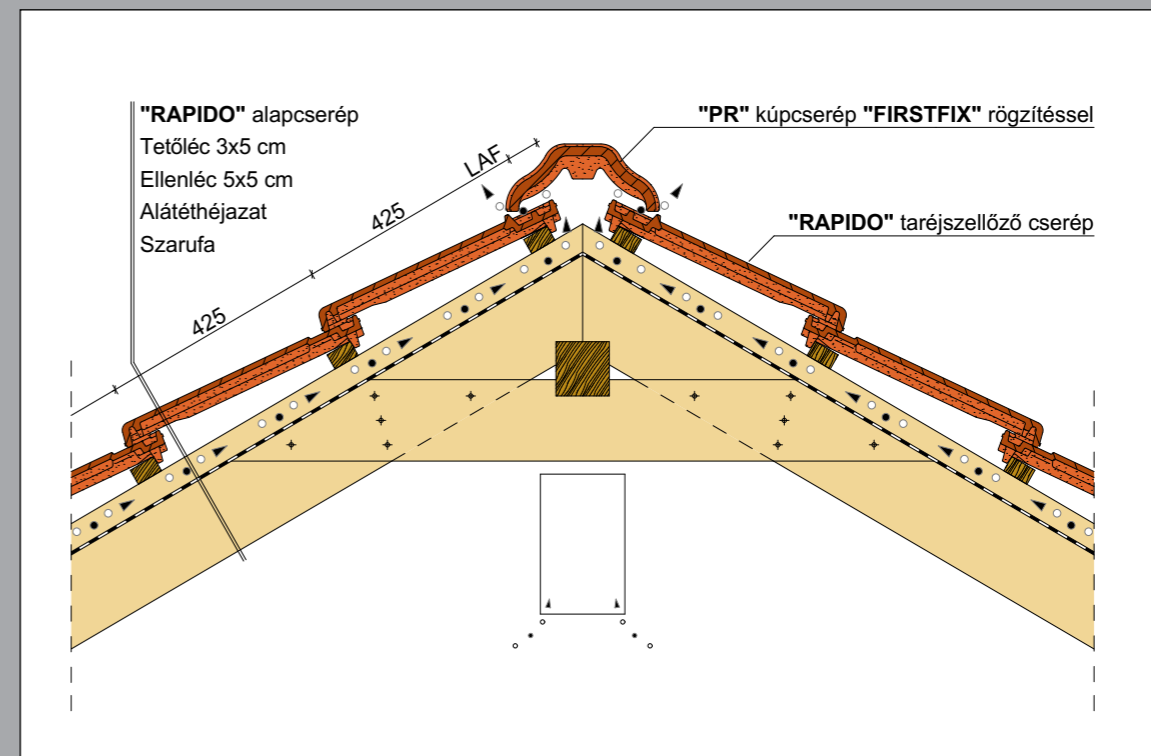 "RAPIDO" alapcserép
Tetőléc 3x5 cm
Ellenléc 5x5 cm
Alátéthéjazat
Szarufa
"PR" kúpcserép "FIRSTFIX" rögzítéssel
"RAPIDO" taréjszellőző cserép
LAF
425
425